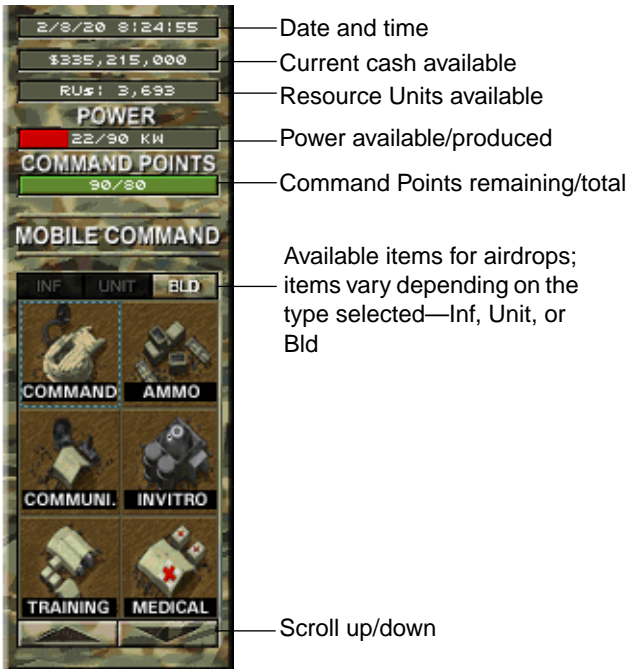 2/8/20 8:24:55
Date and time
$335,215,000
Current cash available
RUs: 3,693
Resource Units available
POWER
22/90 KW
Power available/produced
COMMAND POINTS
90/80
Command Points remaining/total
MOBILE COMMAND
Available items for airdrops;
items vary depending on the
type selected—Inf, Unit, or
Bld
INF UNIT BLD
COMMAND AMMO
COMMUNI. INVITRO
TRAINING MEDICAL
Scroll up/down